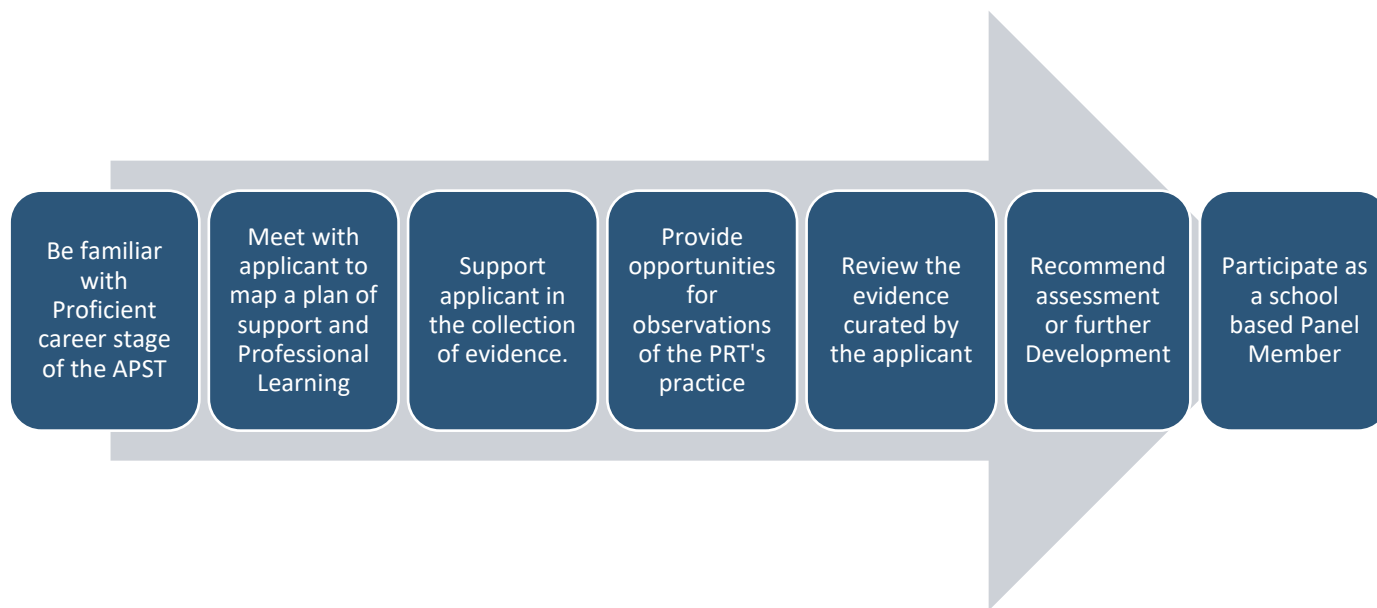 Be familiar
with
Proficient
career stage
of the APST
Meet with
applicant to
map a plan of
support and
Professional
Learning
Support
applicant in
the collection
of evidence.
Provide
opportunities
for
observations
of the PRT's
practice
Review the
evidence
curated by
the applicant
Recommend
assessment
or further
Development
Participate as
a school
based Panel
Member